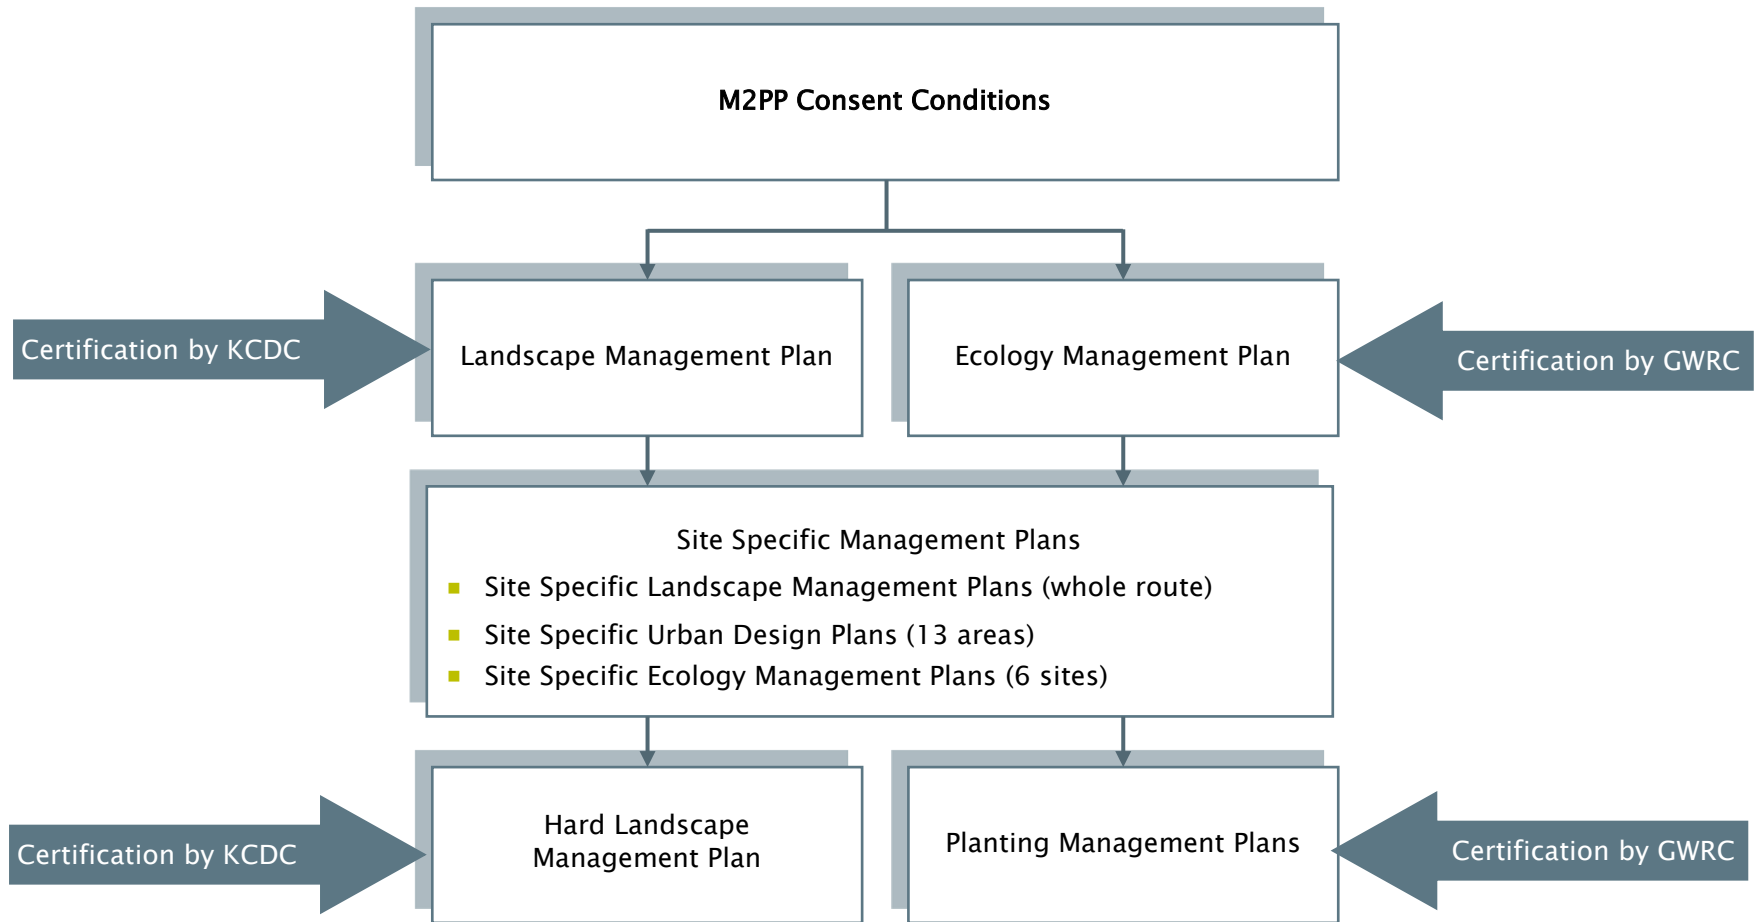 M2PP Consent Conditions
Certification by KCDC
Landscape Management Plan
Ecology Management Plan
Certification by GWRC
Site Specific Management Plans
Site Specific Landscape Management Plans (whole route)
Site Specific Urban Design Plans (13 areas)
Site Specific Ecology Management Plans (6 sites)
Certification by KCDC
Hard Landscape
Management Plan
Planting Management Plans
Certification by GWRC